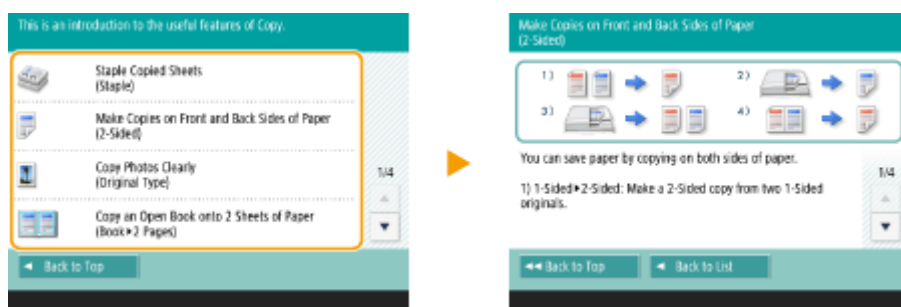 This is an introduction to the useful features of Copy.
Staple Copied Sheets
(Staple)
Make Copies on Front and Back Sides of Paper
(2-Sided)
Copy Photos Clearly
(Original Type)
Copy an Open Book onto 2 Sheets of Paper
(Book▶2 Pages)
1/4
◄ Back to Top
Make Copies on Front and Back Sides of Paper
(2-Sided)
1) 2)
3) 4)
You can save paper by copying on both sides of paper.
1) 1-Sided▶2-Sided: Make a 2-Sided copy from two 1-Sided
originals.
1/4
◄◄ Back to Top ◄ Back to List